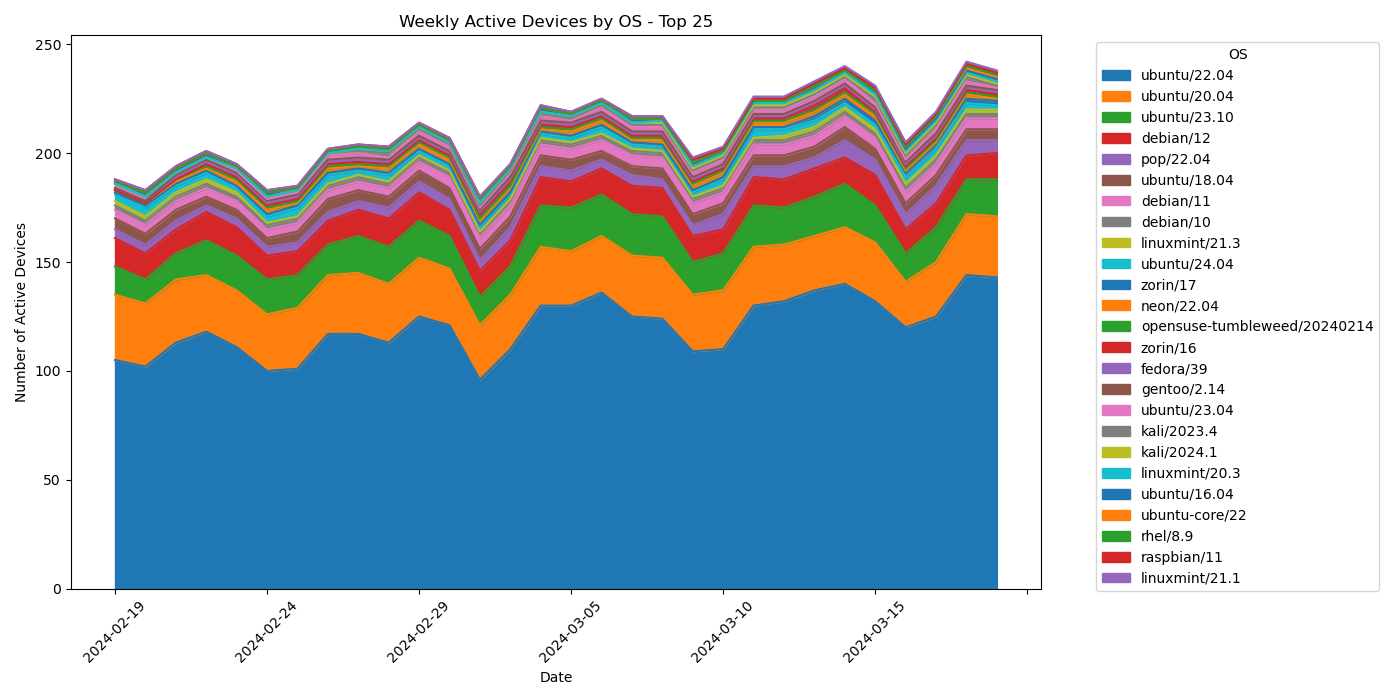 Weekly Active Devices by OS - Top 25
Number of Active Devices
250
200
150
100
50
0
2024-02-19
2024-02-24
2024-02-29
2024-03-05
2024-03-10
2024-03-15
Date
OS
ubuntu/22.04
ubuntu/20.04
ubuntu/23.10
debian/12
pop/22.04
ubuntu/18.04
debian/11
debian/10
linuxmint/21.3
ubuntu/24.04
zorin/17
neon/22.04
opensuse-tumbleweed/20240214
zorin/16
fedora/39
gentoo/2.14
ubuntu/23.04
kali/2023.4
kali/2024.1
linuxmint/20.3
ubuntu/16.04
ubuntu-core/22
rhel/8.9
raspbian/11
linuxmint/21.1